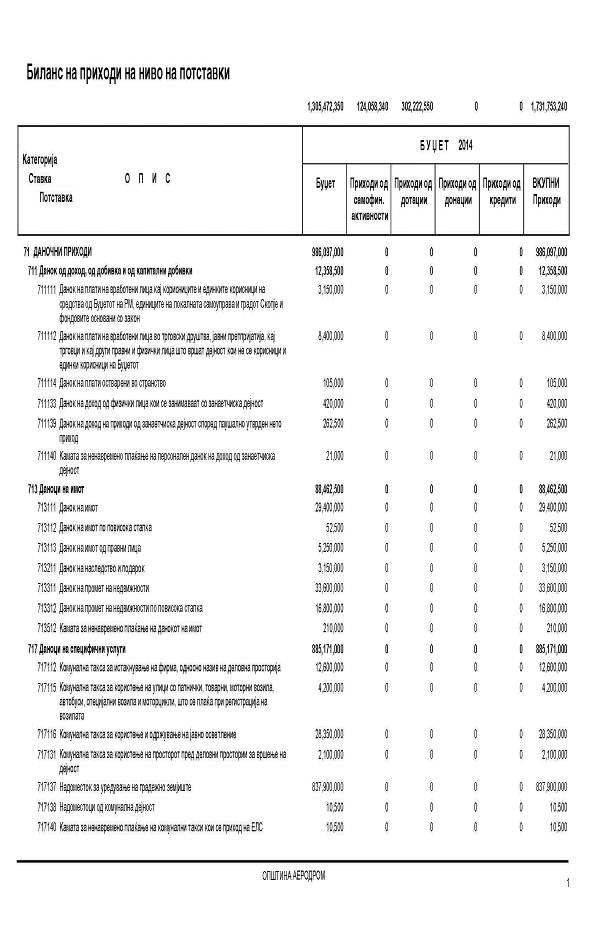 Биланс на приходи на ниво на потставки
1,305,472,350 124,058,340 302,222,550 0 0 1,731,753,240
Б У Џ Е Т 2014
Категорија
Ставка О П И С
Потставка
Буџет Приходи од Приходи од Приходи од Приходи од ВКУПНИ
самофин. дотации донации кредити Приходи
активности
71 ДАНОЧНИ ПРИХОДИ 986,097,000 0 0 0 0 986,097,000
711 Данок од доход, од добивка и од капитални добивки 12,358,500 0 0 0 0 12,358,500
711111 Данок на плати на вработени лица кај корисниците и единките корисници на 3,150,000 0 0 0 0 3,150,000
средства од Буџетот на РМ, единиците на локалната самоуправа и градот Скопје и
фондовите основани со закон
711112 Данок на плати на вработени лица во трговски друштва, јавни претпријатија, кај 8,400,000 0 0 0 0 8,400,000
трговци и кај други правни и физички лица што вршат дејност кои не се корисници и
единки корисници на Буџетот
711114 Данок на плати остварени во странство 105,000 0 0 0 0 105,000
711133 Данок на доход од физички лица кои се занимаваат со занаетчиска дејност 420,000 0 0 0 0 420,000
711139 Данок на доход на приходи од занаетчиска дејност според паушално утврден нето 262,500 0 0 0 0 262,500
приход
711140 Камата за ненавремено плаќање на персонален данок на доход од занаетчиска 21,000 0 0 0 0 21,000
дејност
713 Даноци на имот 88,462,500 0 0 0 0 88,462,500
713111 Данок на имот 29,400,000 0 0 0 0 29,400,000
713112 Данок на имот по повисока стапка 52,500 0 0 0 0 52,500
713113 Данок на имот од правни лица 5,250,000 0 0 0 0 5,250,000
713211 Данок на наследство и подарок 3,150,000 0 0 0 0 3,150,000
713311 Данок на промет на недвижности 33,600,000 0 0 0 0 33,600,000
713312 Данок на промет на недвижности по повисока стапка 16,800,000 0 0 0 0 16,800,000
713512 Камата за ненавремено плаќање на данокот на имот 210,000 0 0 0 0 210,000
717 Даноци на специфични услуги 885,171,000 0 0 0 0 885,171,000
717112 Комунална такса за истакнување на фирма, односно назив на деловна просторија 12,600,000 0 0 0 0 12,600,000
717115 Комунална такса за користење на улици со патнички, товарни, моторни возила, 4,200,000 0 0 0 0 4,200,000
автобуси, специјални возила и моторцикли, што се плаќа при регистрација на
возилата
717116 Комунална такса за користење и одржување на јавно осветление 28,350,000 0 0 0 0 28,350,000
717131 Комунална такса за користење на просторот пред деловни простории за вршење на 2,100,000 0 0 0 0 2,100,000
дејност
717137 Надоместок за уредување на градежно земјиште 837,900,000 0 0 0 0 837,900,000
717138 Надоместоци од комунална дејност 10,500 0 0 0 0 10,500
717140 Камата за ненавремено плаќање на комунални такси кои се приход на ЕЛС 10,500 0 0 0 0 10,500
ОПШТИНА АЕРОДРОМ
1